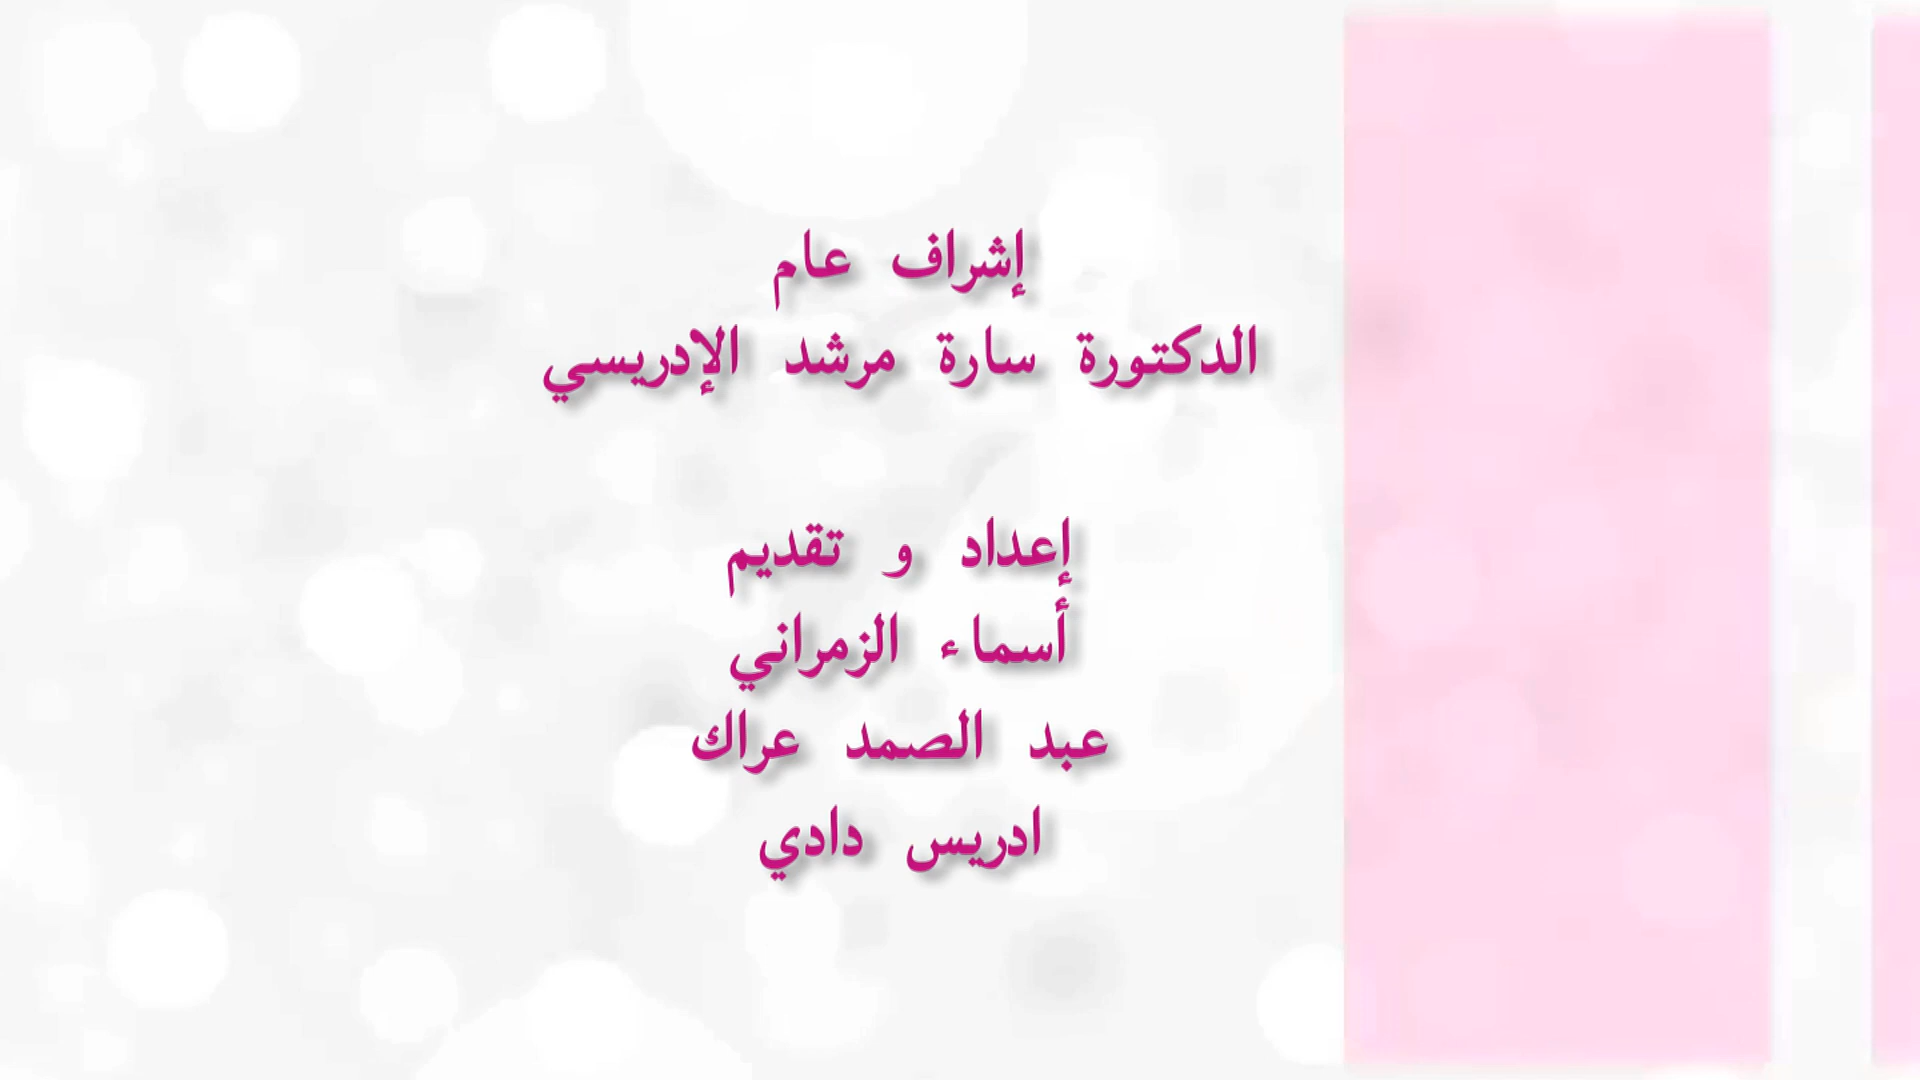 إشراف عام
الدكتورة سارة مرشد الإدريسي
إعداد و تقديم
أسماء الزمراني
عبد الصمد عراك
ادريس دادي